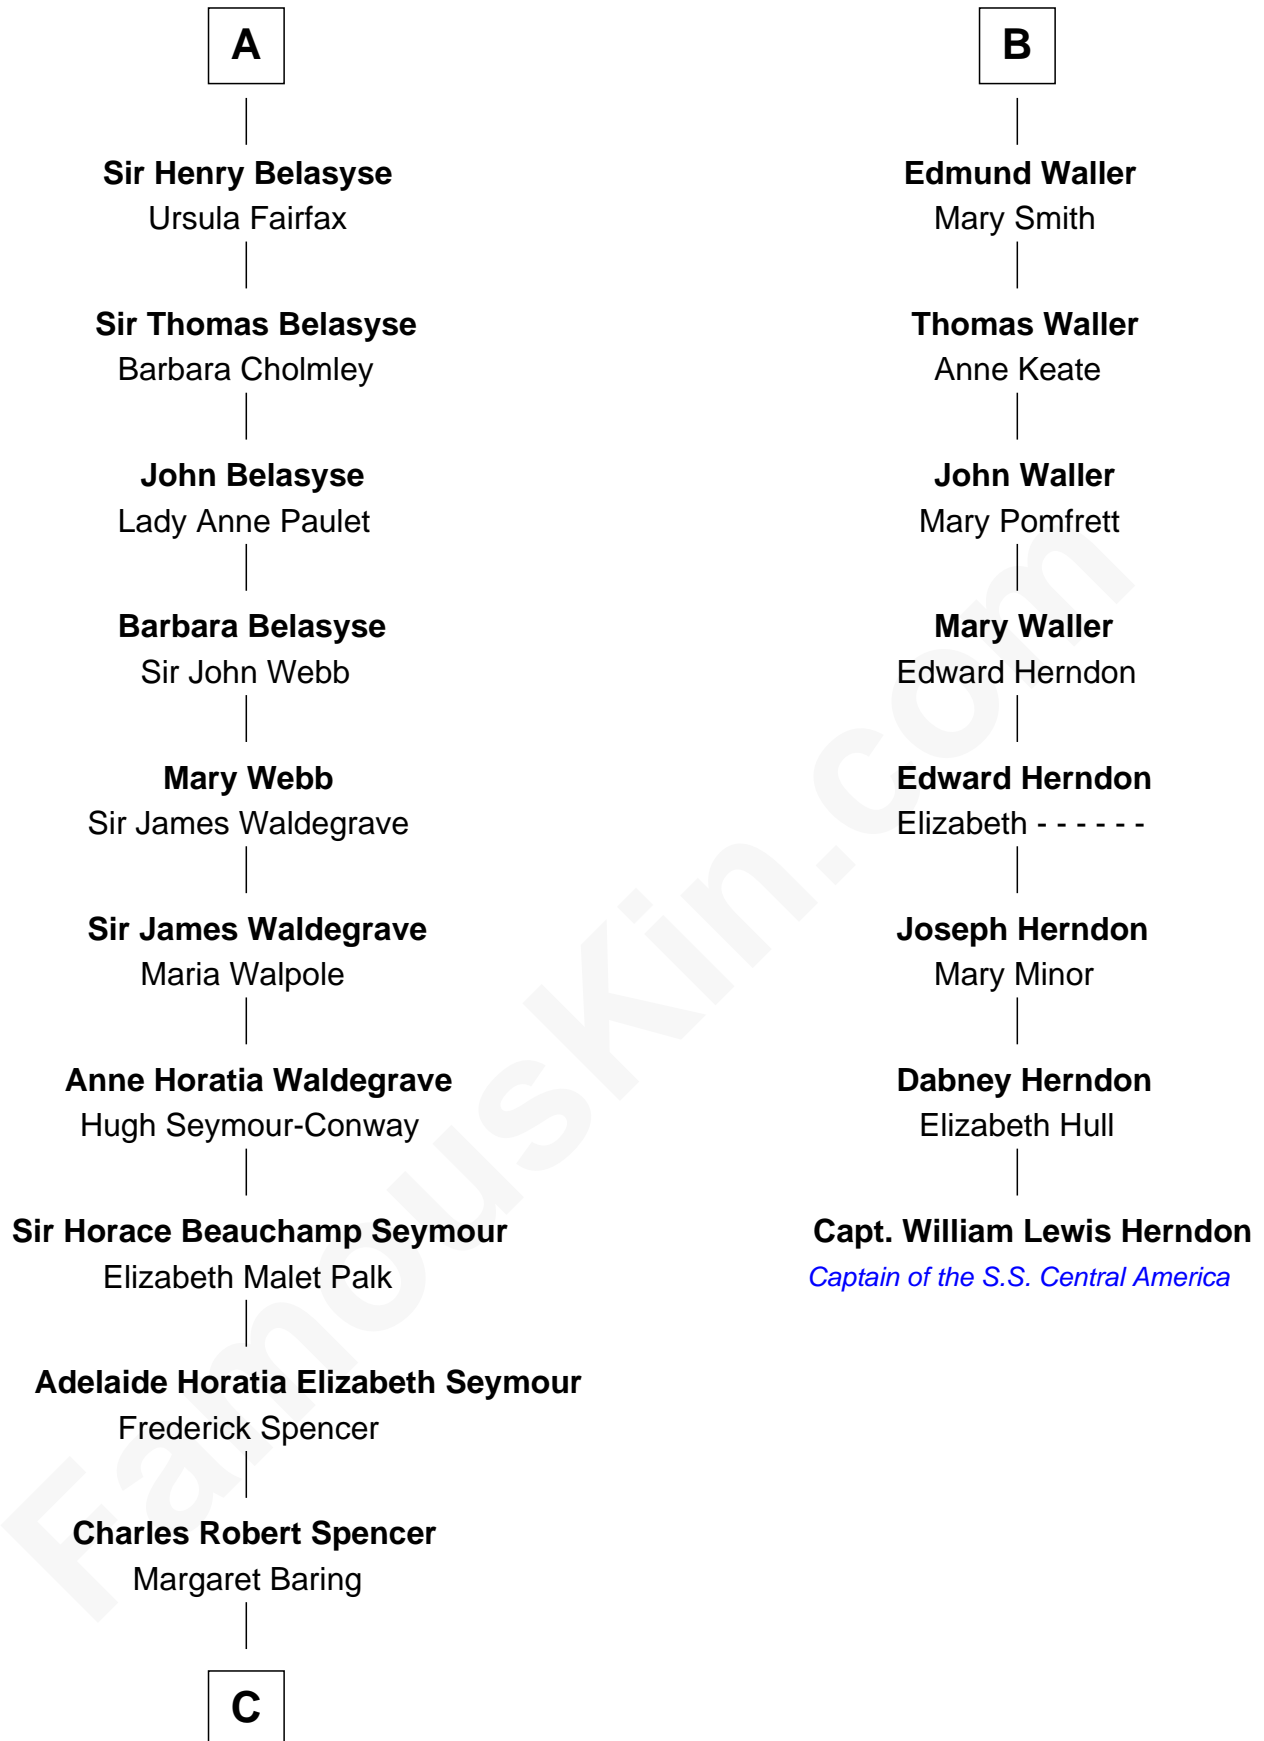 A
Sir Henry Belasyse
Ursula Fairfax
Sir Thomas Belasyse
Barbara Cholmley
John Belasyse
Lady Anne Paulet
Barbara Belasyse
Sir John Webb
Mary Webb
Sir James Waldegrave
Sir James Waldegrave
Maria Walpole
Anne Horatia Waldegrave
Hugh Seymour-Conway
Sir Horace Beauchamp Seymour
Elizabeth Malet Palk
Adelaide Horatia Elizabeth Seymour
Frederick Spencer
Charles Robert Spencer
Margaret Baring
C
B
Edmund Waller
Mary Smith
Thomas Waller
Anne Keate
John Waller
Mary Pomfrett
Mary Waller
Edward Herndon
Edward Herndon
Elizabeth - - - - - -
Joseph Herndon
Mary Minor
Dabney Herndon
Elizabeth Hull
Capt. William Lewis Herndon
Captain of the S.S. Central America
FamousKin.com